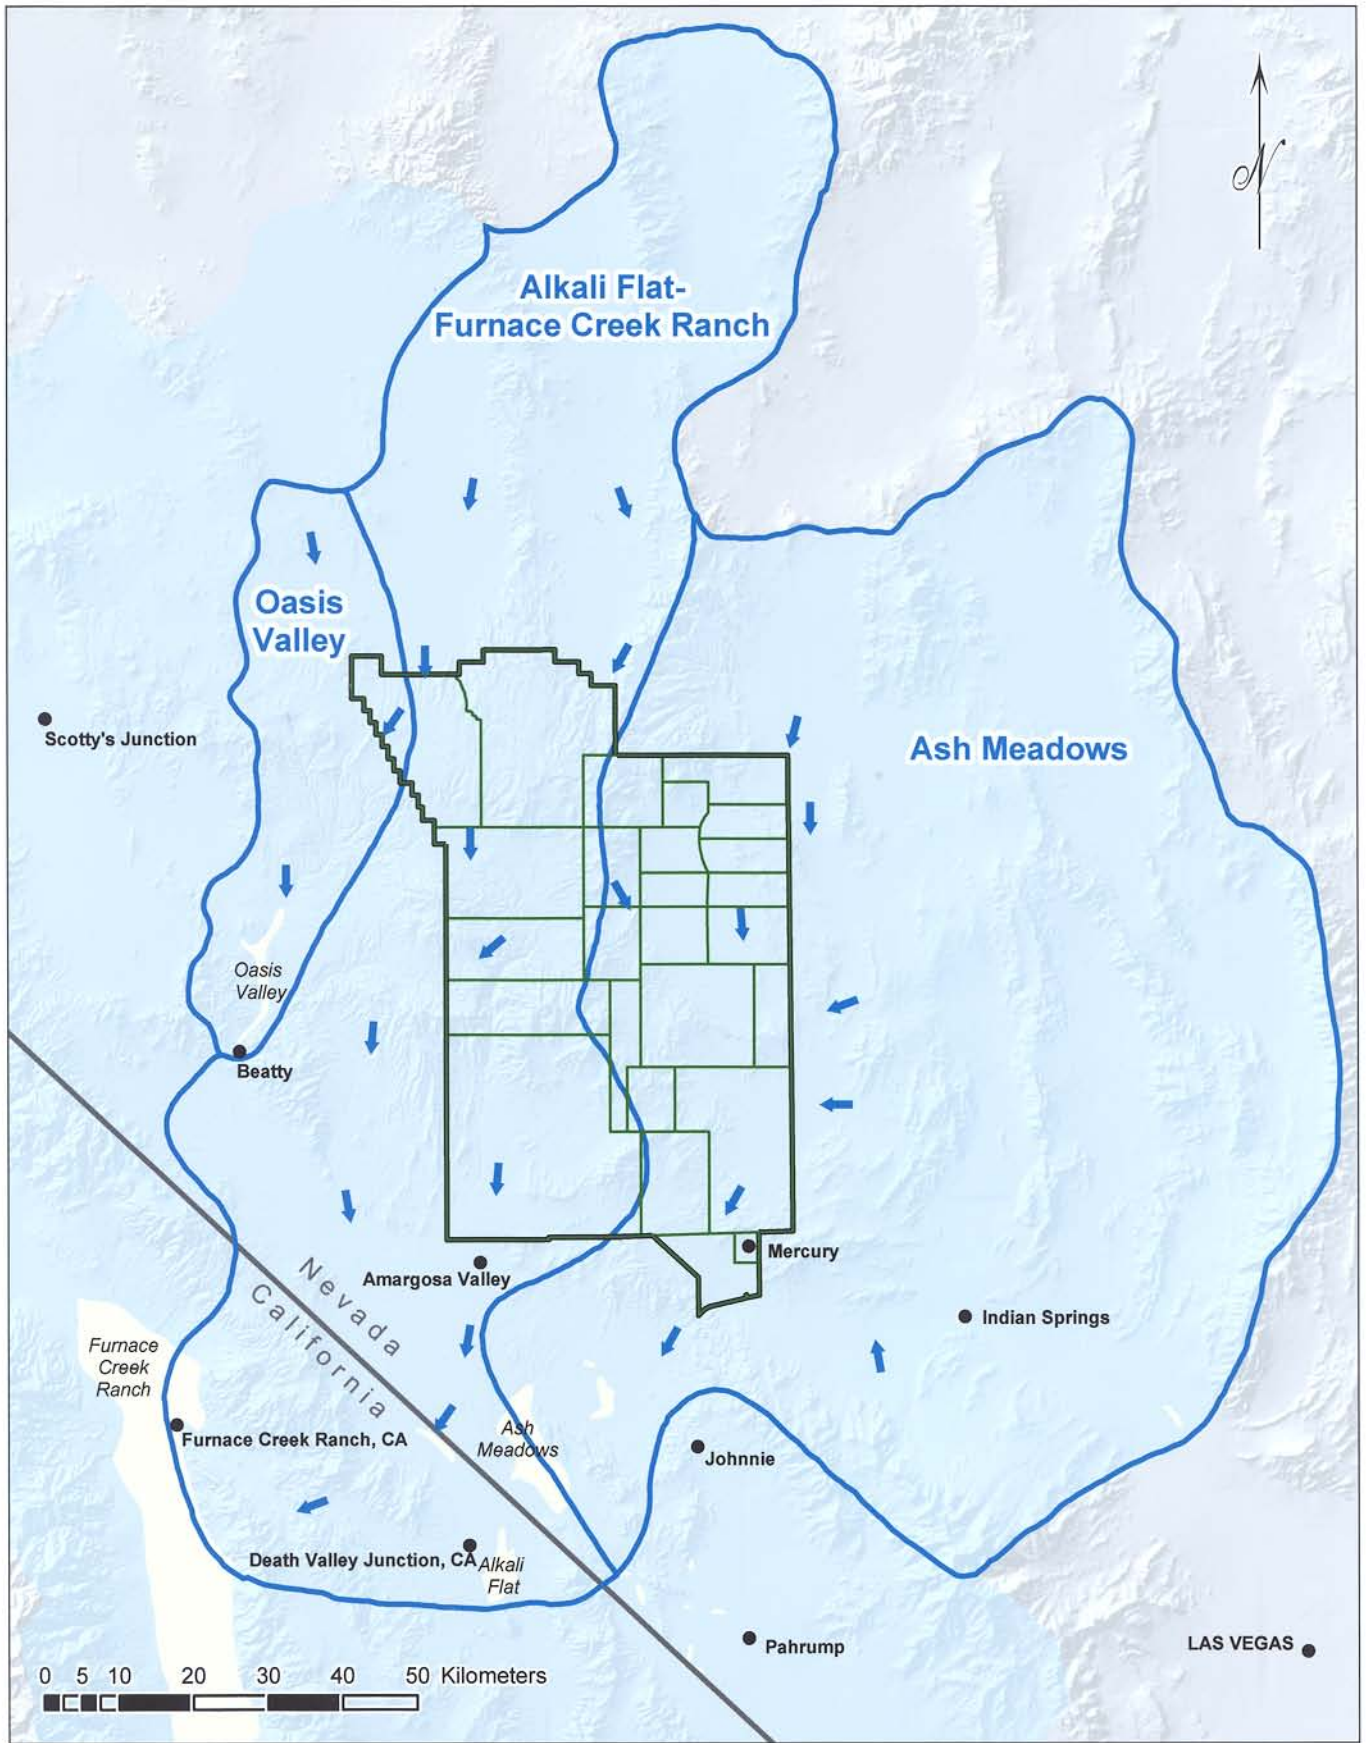 N
Alkali Flat-
Furnace Creek Ranch
Oasis
Valley
Scotty's Junction
Ash Meadows
Oasis
Valley
Beatty
Mercury
Amargosa Valley
Nevada
California
Indian Springs
Furnace
Creek
Ranch
Furnace Creek Ranch, CA
Ash
Meadows
Johnnie
Death Valley Junction, CA
Alkali
Flat
Pahrump
LAS VEGAS
0 5 10 20 30 40 50 Kilometers